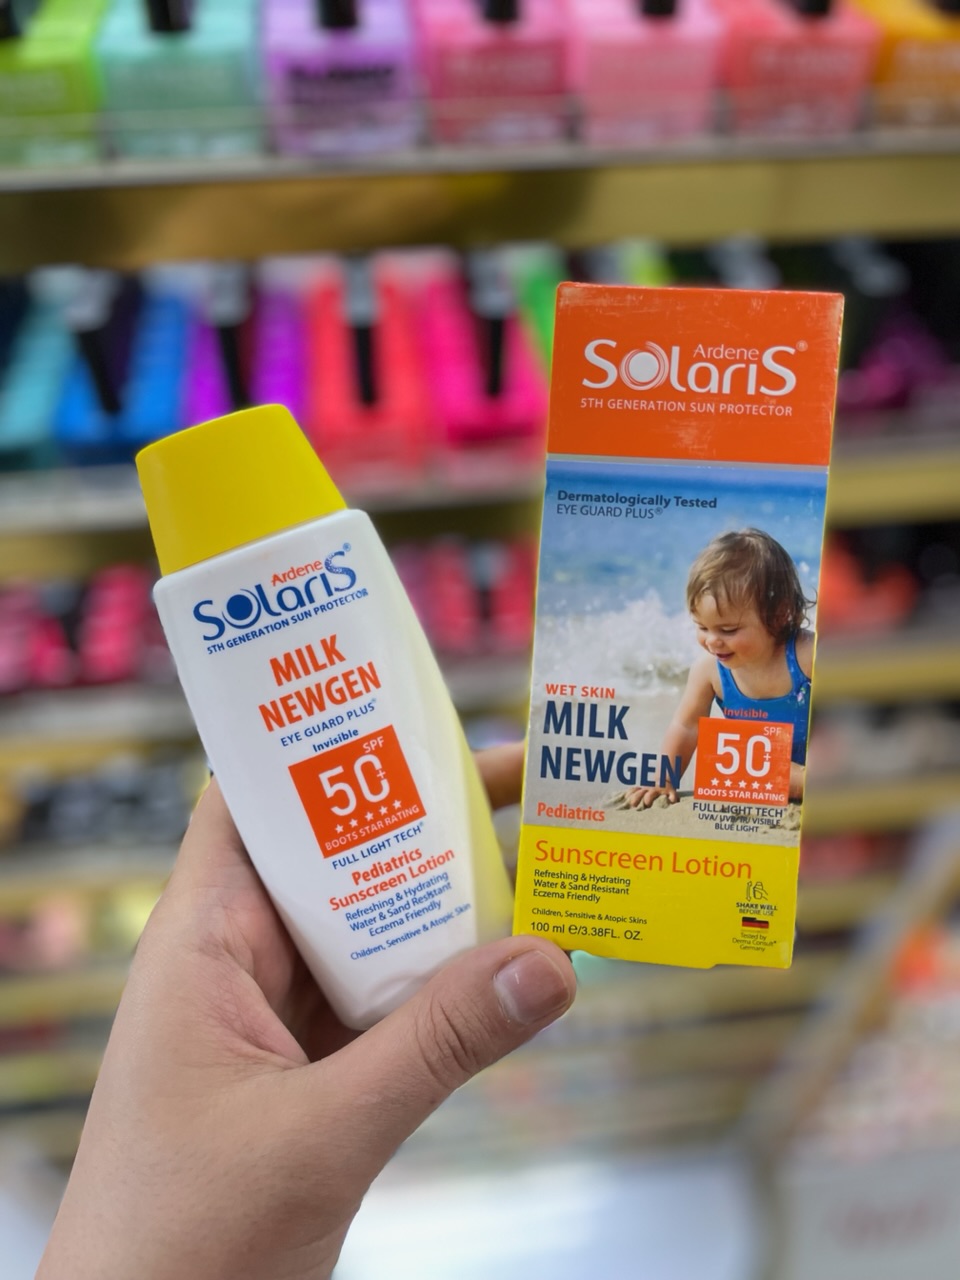 Ardene
SolariS®
5TH GENERATION SUN PROTECTOR
MILK
NEWGEN
EYE GUARD PLUS®
Invisible
SPF
50+
BOOTS STAR RATING
FULL LIGHT TECH®
Pediatrics
Sunscreen Lotion
Refreshing & Hydrating
Water & Sand Resistant
Eczema Friendly
Children, Sensitive & Atopic Skins
Ardene
SolariS®
5TH GENERATION SUN PROTECTOR
Dermatologically Tested
EYE GUARD PLUS®
WET SKIN
MILK
NEWGEN
Invisible
SPF
50+
BOOTS STAR RATING
FULL LIGHT TECH®
UVA/ UVB/ IR/ VISIBLE
BLUE LIGHT
Pediatrics
Sunscreen Lotion
Refreshing & Hydrating
Water & Sand Resistant
Eczema Friendly
Children, Sensitive & Atopic Skins
100 ml e/3.38FL. OZ.
SHAKE WELL
BEFORE USE
Tested by
Derma Consult®
Germany